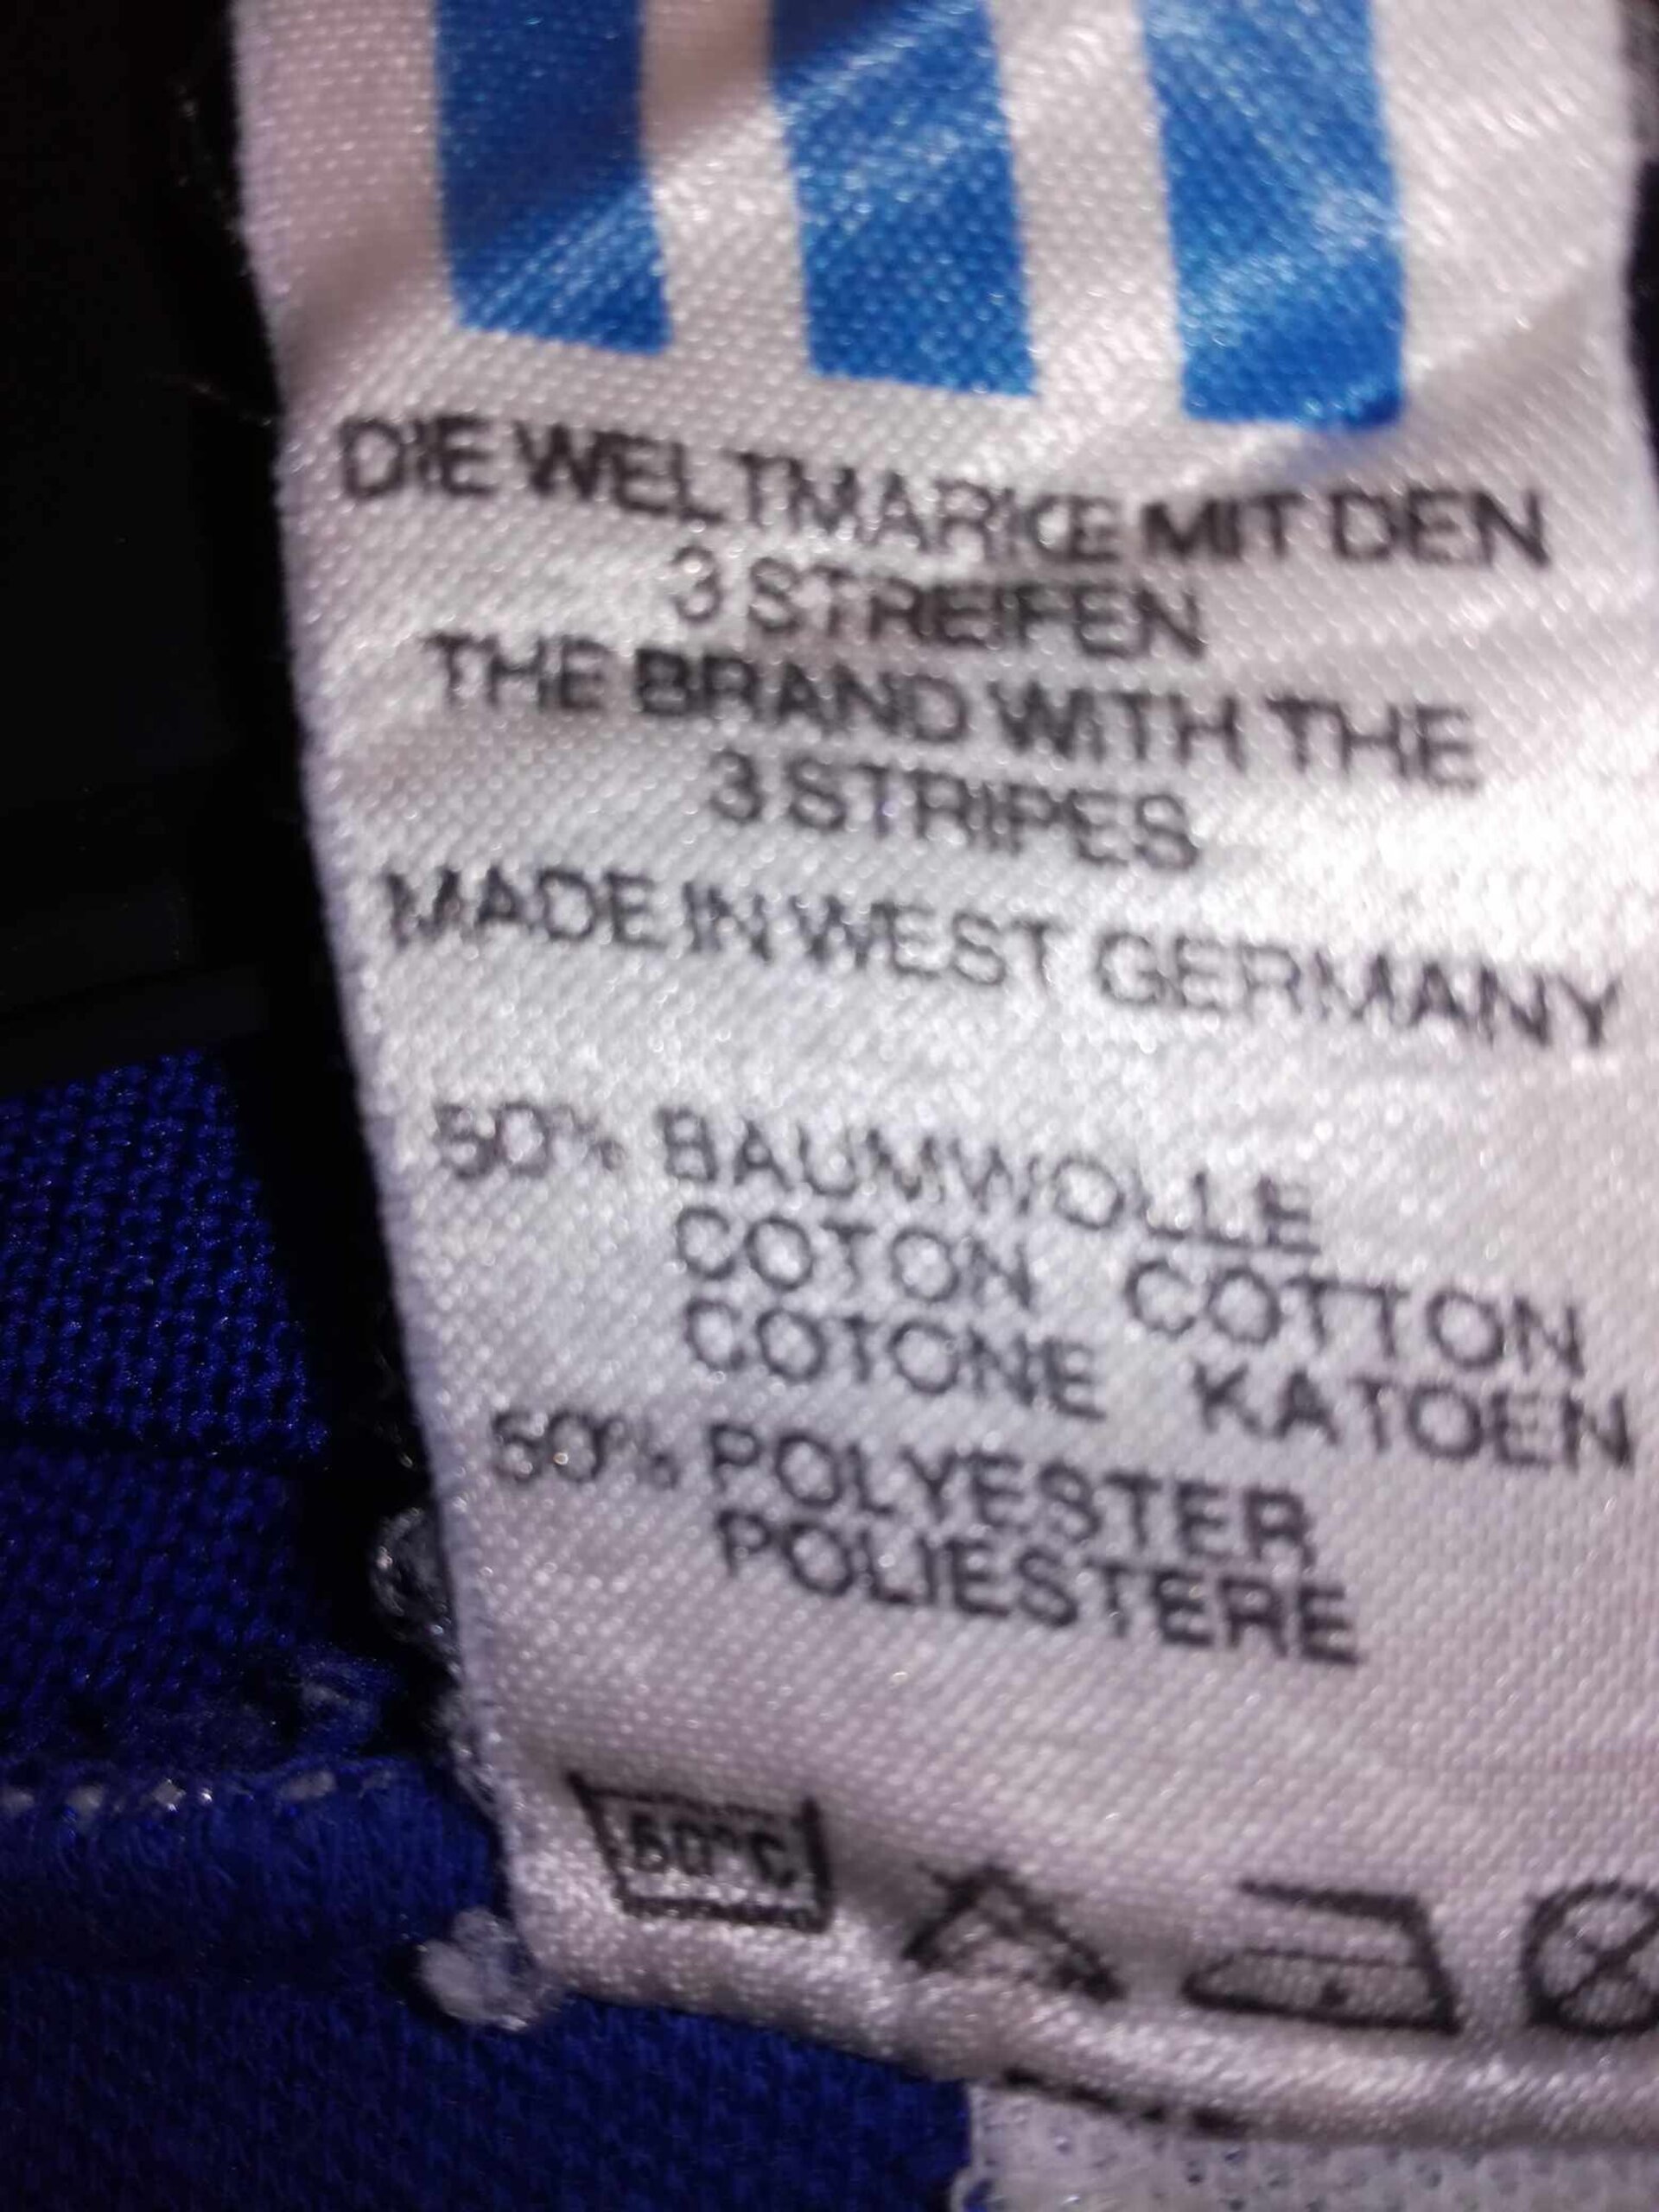 DIE WELTMARKE MIT DEN
3 STREIFEN
THE BRAND WITH THE
3 STRIPES
MADE IN WEST GERMANY
50% BAUMWOLLE
COTON COTTON
COTONE KATOEN
50% POLYESTER
POLIESTERE
60°C